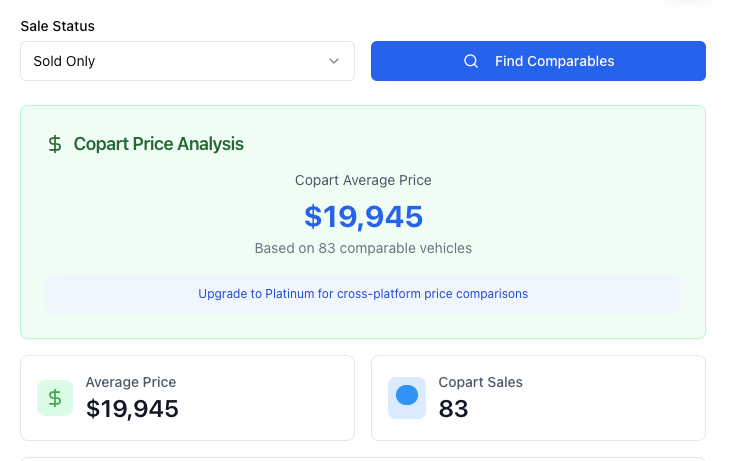 Sale Status
Sold Only
Find Comparables
Copart Price Analysis
Copart Average Price
$19,945
Based on 83 comparable vehicles
Upgrade to Platinum for cross-platform price comparisons
Average Price
$19,945
Copart Sales
83